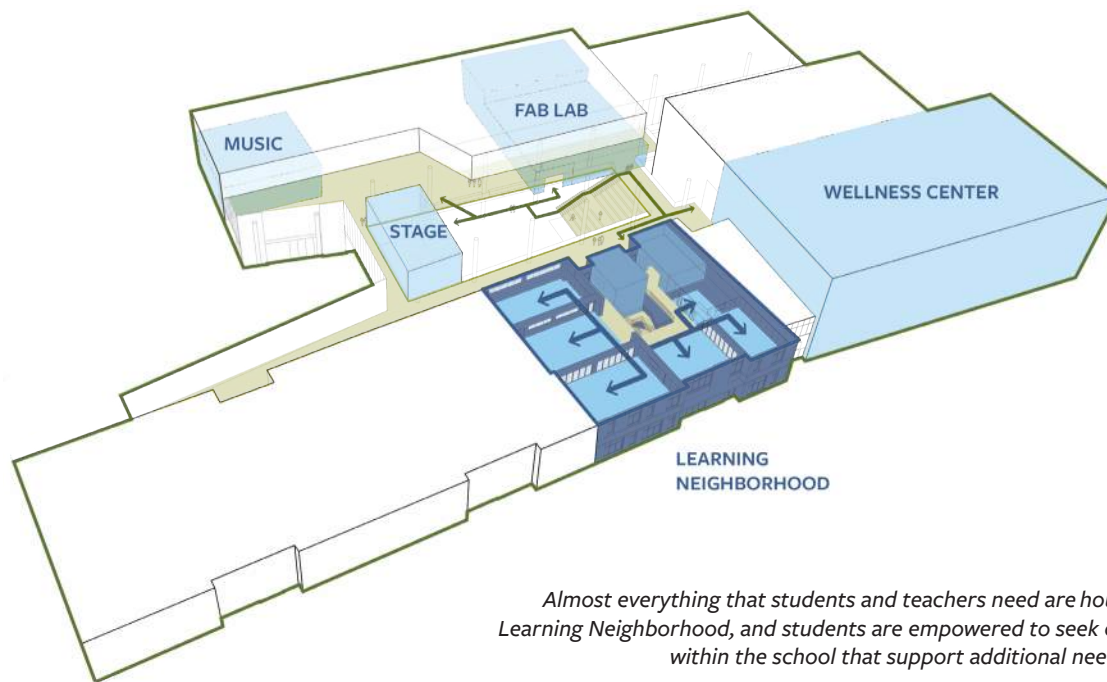 FAB LAB
MUSIC
WELLNESS CENTER
STAGE
LEARNING
NEIGHBORHOOD
Almost everything that students and teachers need are hou
Learning Neighborhood, and students are empowered to seek
within the school that support additional nee